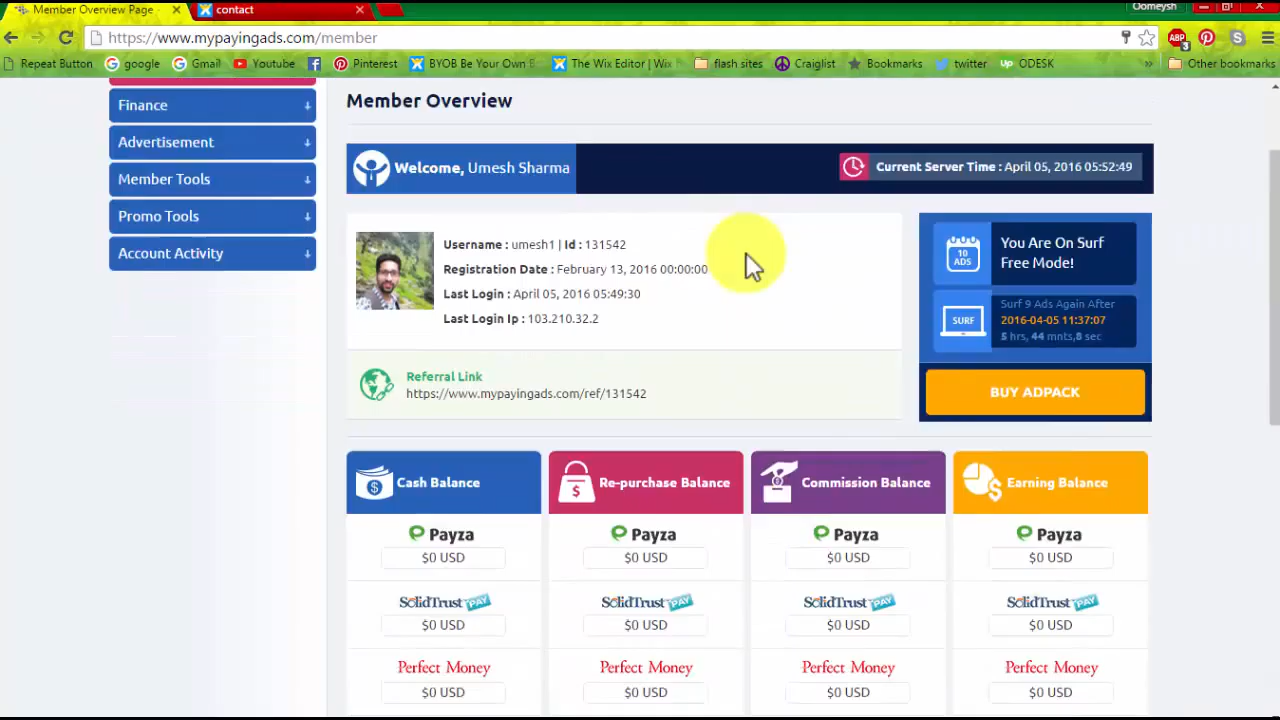 Member Overview Page -
contact
Oomeysh
https://www.mypayingads.com/member
ABP
3
Repeat Button
google
Gmail
Youtube
Pinterest
BYOB Be Your Own B
The Wix Editor | Wix
flash sites
Craiglist
Bookmarks
twitter
Up ODESK
»
Other bookmarks
Finance
Advertisement
Member Tools
Promo Tools
Account Activity
Member Overview
Welcome, Umesh Sharma
Current Server Time : April 05, 2016 05:52:49
Username : umesh1 | Id : 131542
Registration Date : February 13, 2016 00:00:00
Last Login : April 05, 2016 05:49:30
Last Login Ip : 103.210.32.2
Referral Link
https://www.mypayingads.com/ref/131542
10
ADS
You Are On Surf
Free Mode!
SURF
Surf 9 Ads Again After
2016-04-05 11:37:07
5 hrs, 44 mnts,8 sec
BUY ADPACK
Cash Balance
Re-purchase Balance
Commission Balance
Earning Balance
Payza
Payza
Payza
Payza
$0 USD
$0 USD
$0 USD
$0 USD
SolidTrust PAY
SolidTrust PAY
SolidTrust PAY
SolidTrust PAY
$0 USD
$0 USD
$0 USD
$0 USD
Perfect Money
Perfect Money
Perfect Money
Perfect Money
$0 USD
$0 USD
$0 USD
$0 USD